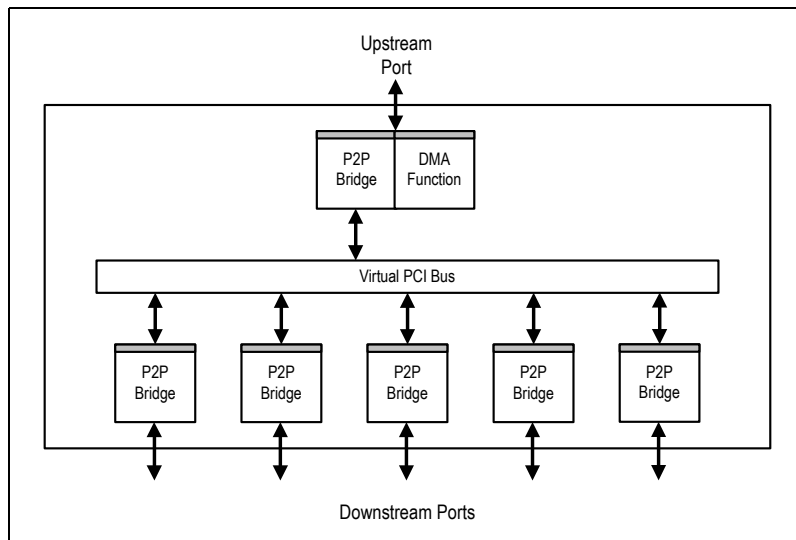 Upstream
Port
P2P
Bridge
DMA
Function
Virtual PCI Bus
P2P
Bridge
P2P
Bridge
P2P
Bridge
P2P
Bridge
P2P
Bridge
Downstream Ports